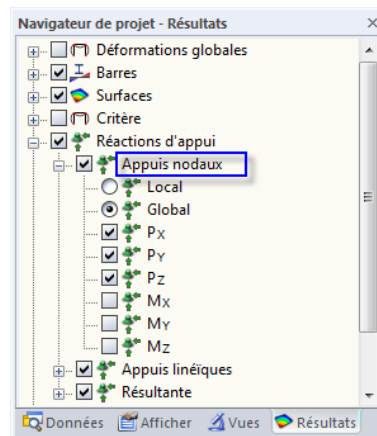 Navigateur de projet - Résultats
Déformations globales
Barres
Surfaces
Critère
Réactions d'appui
Appuis nodaux
Local
Global
PX
PY
PZ
MX
MY
MZ
Appuis linéïques
Résultante
Données Afficher Vues Résultats